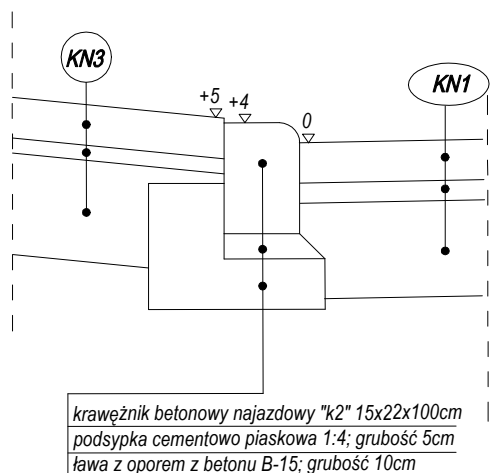 KN3
KN1
+5 +4
0
krawężnik betonowy najazdowy "k2" 15x22x100cm
podsypka cementowo piaskowa 1:4; grubość 5cm
ława z oporem z betonu B-15; grubość 10cm